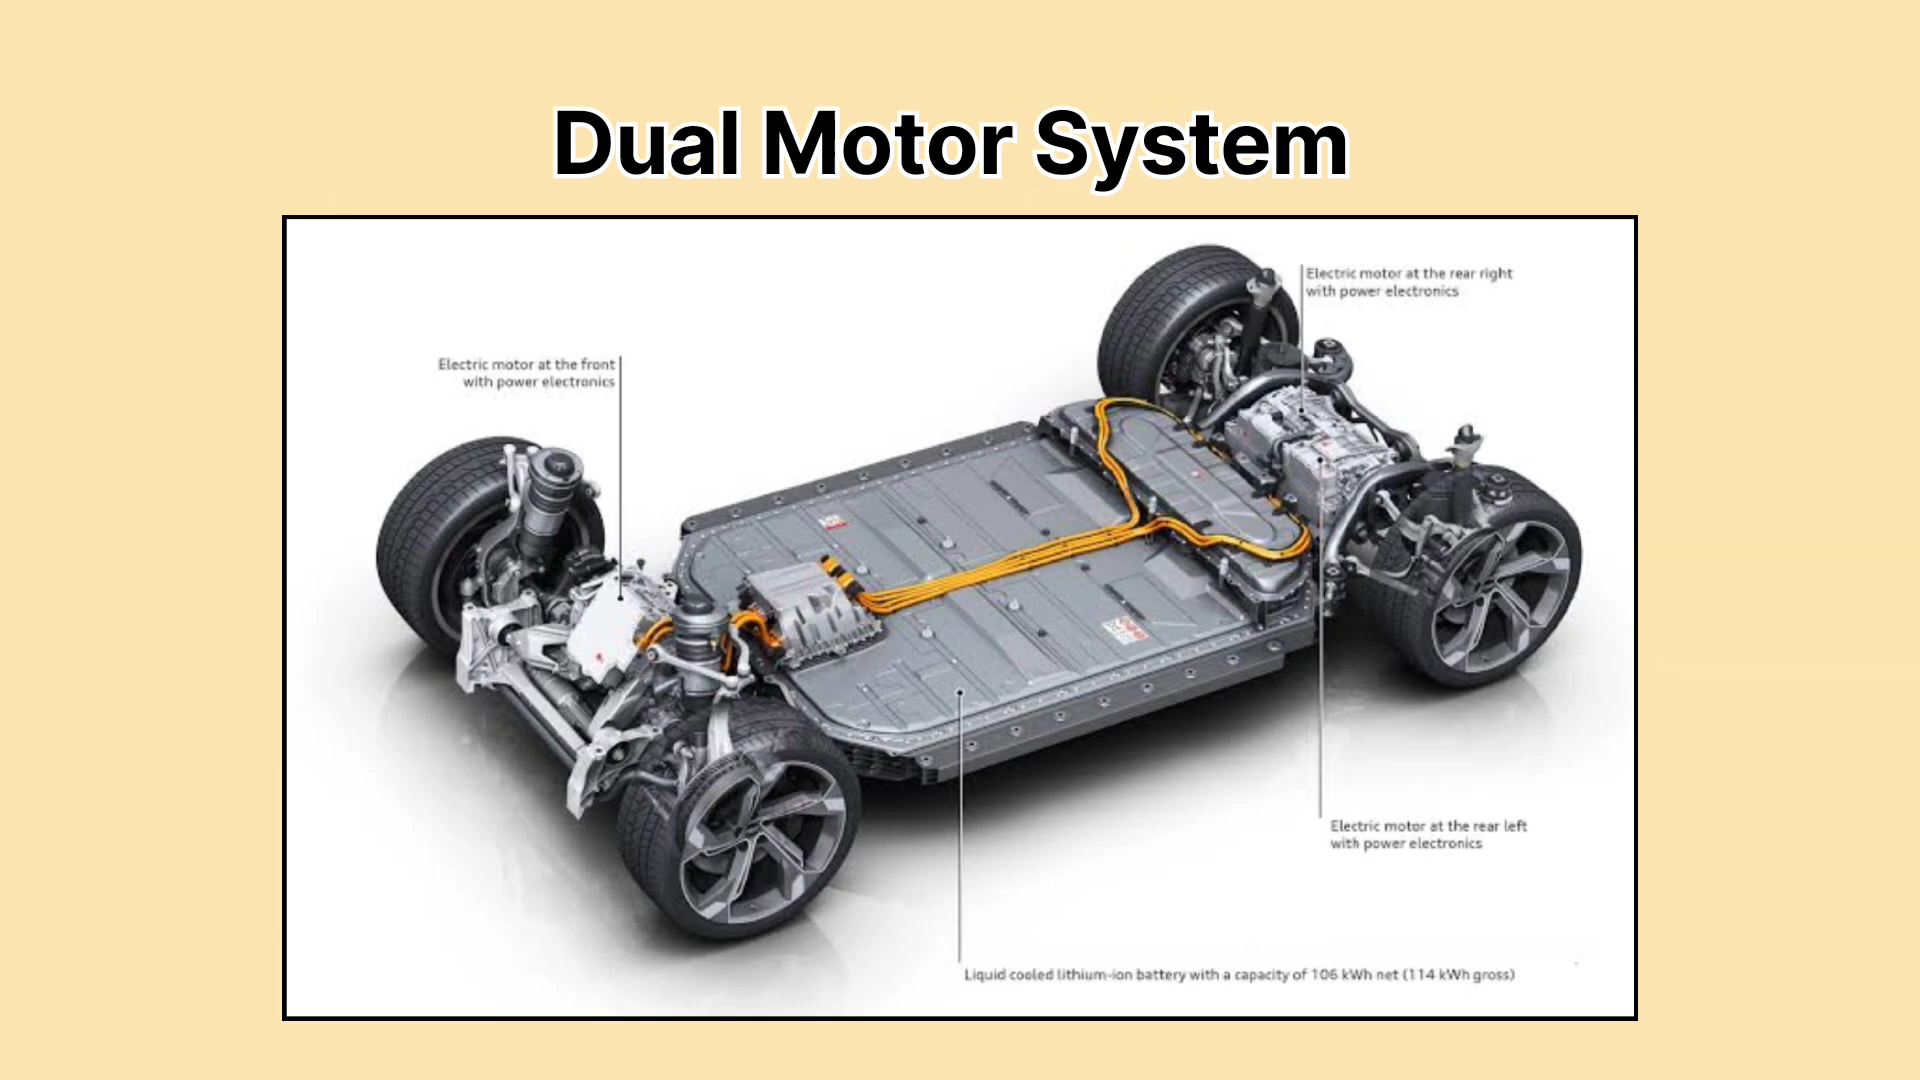 Dual Motor System
Electric motor at the rear right
with power electronics
Electric motor at the front
with power electronics
Electric motor at the rear left
with power electronics
Liquid cooled lithium-ion battery with a capacity of 106 kWh net (114 kWh gross)